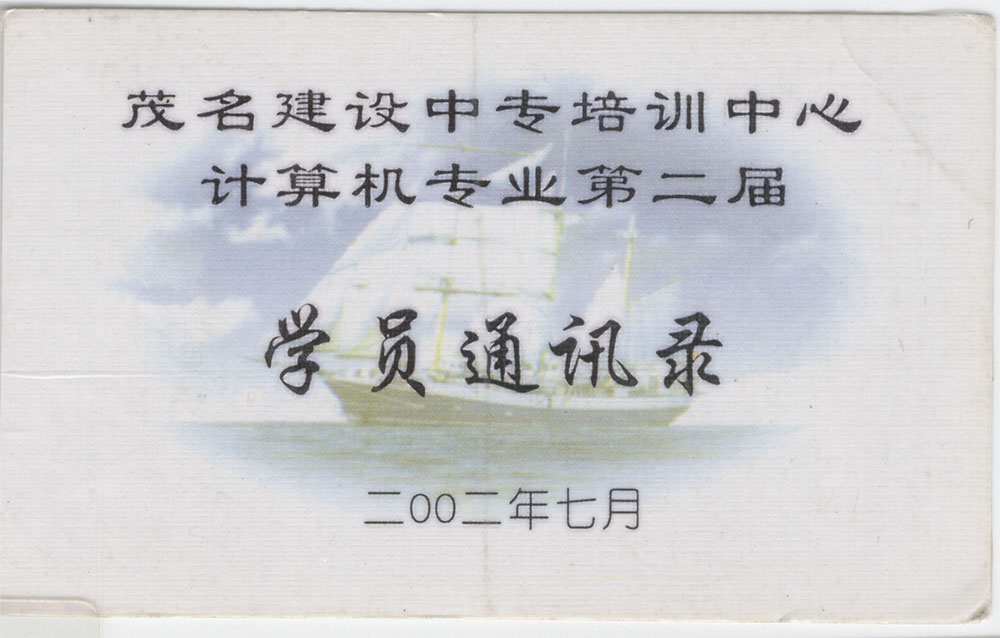 茂名建设中专培训中心
计算机专业第二届
学员通讯录
二00二年七月